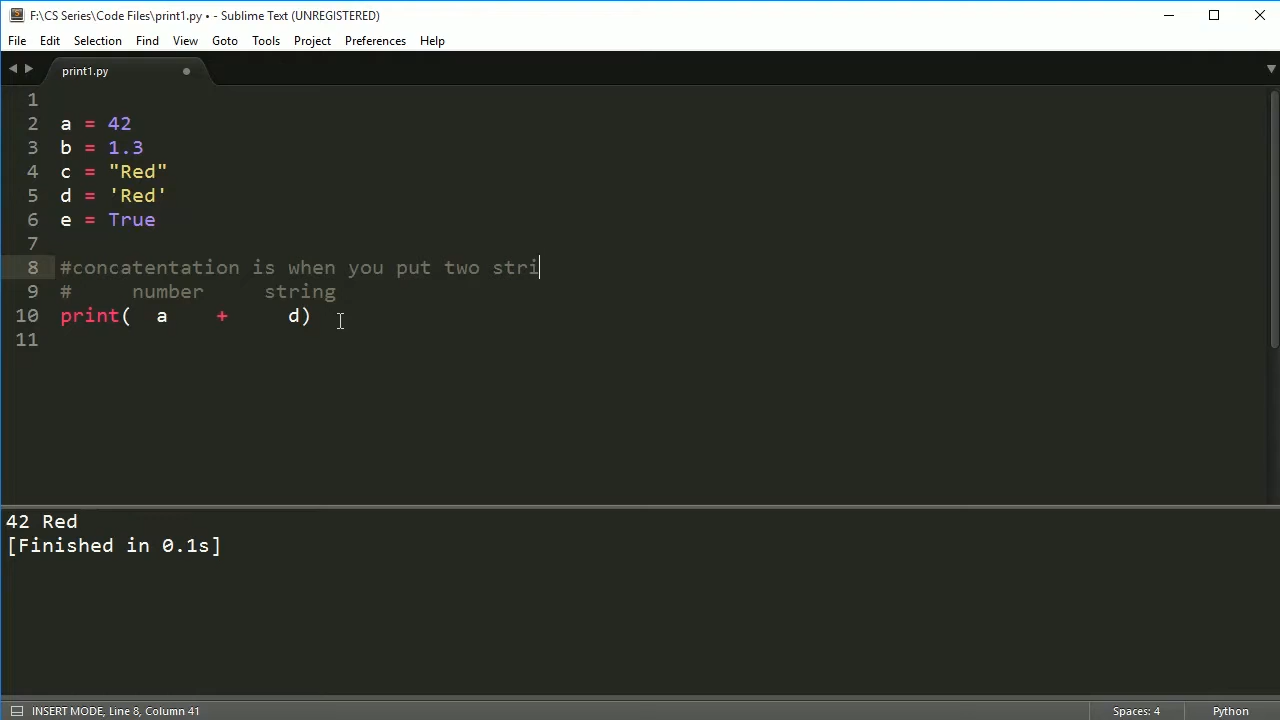 F:\CS Series\Code Files\print1.py • - Sublime Text (UNREGISTERED)
File Edit Selection Find View Goto Tools Project Preferences Help
print1.py
1
2 a = 42
3 b = 1.3
4 c = "Red"
5 d = 'Red'
6 e = True
7
8 #concatentation is when you put two stri
9 #     number     string
10 print(  a    +     d)
11
42 Red
[Finished in 0.1s]
INSERT MODE, Line 8, Column 41 Spaces: 4 Python